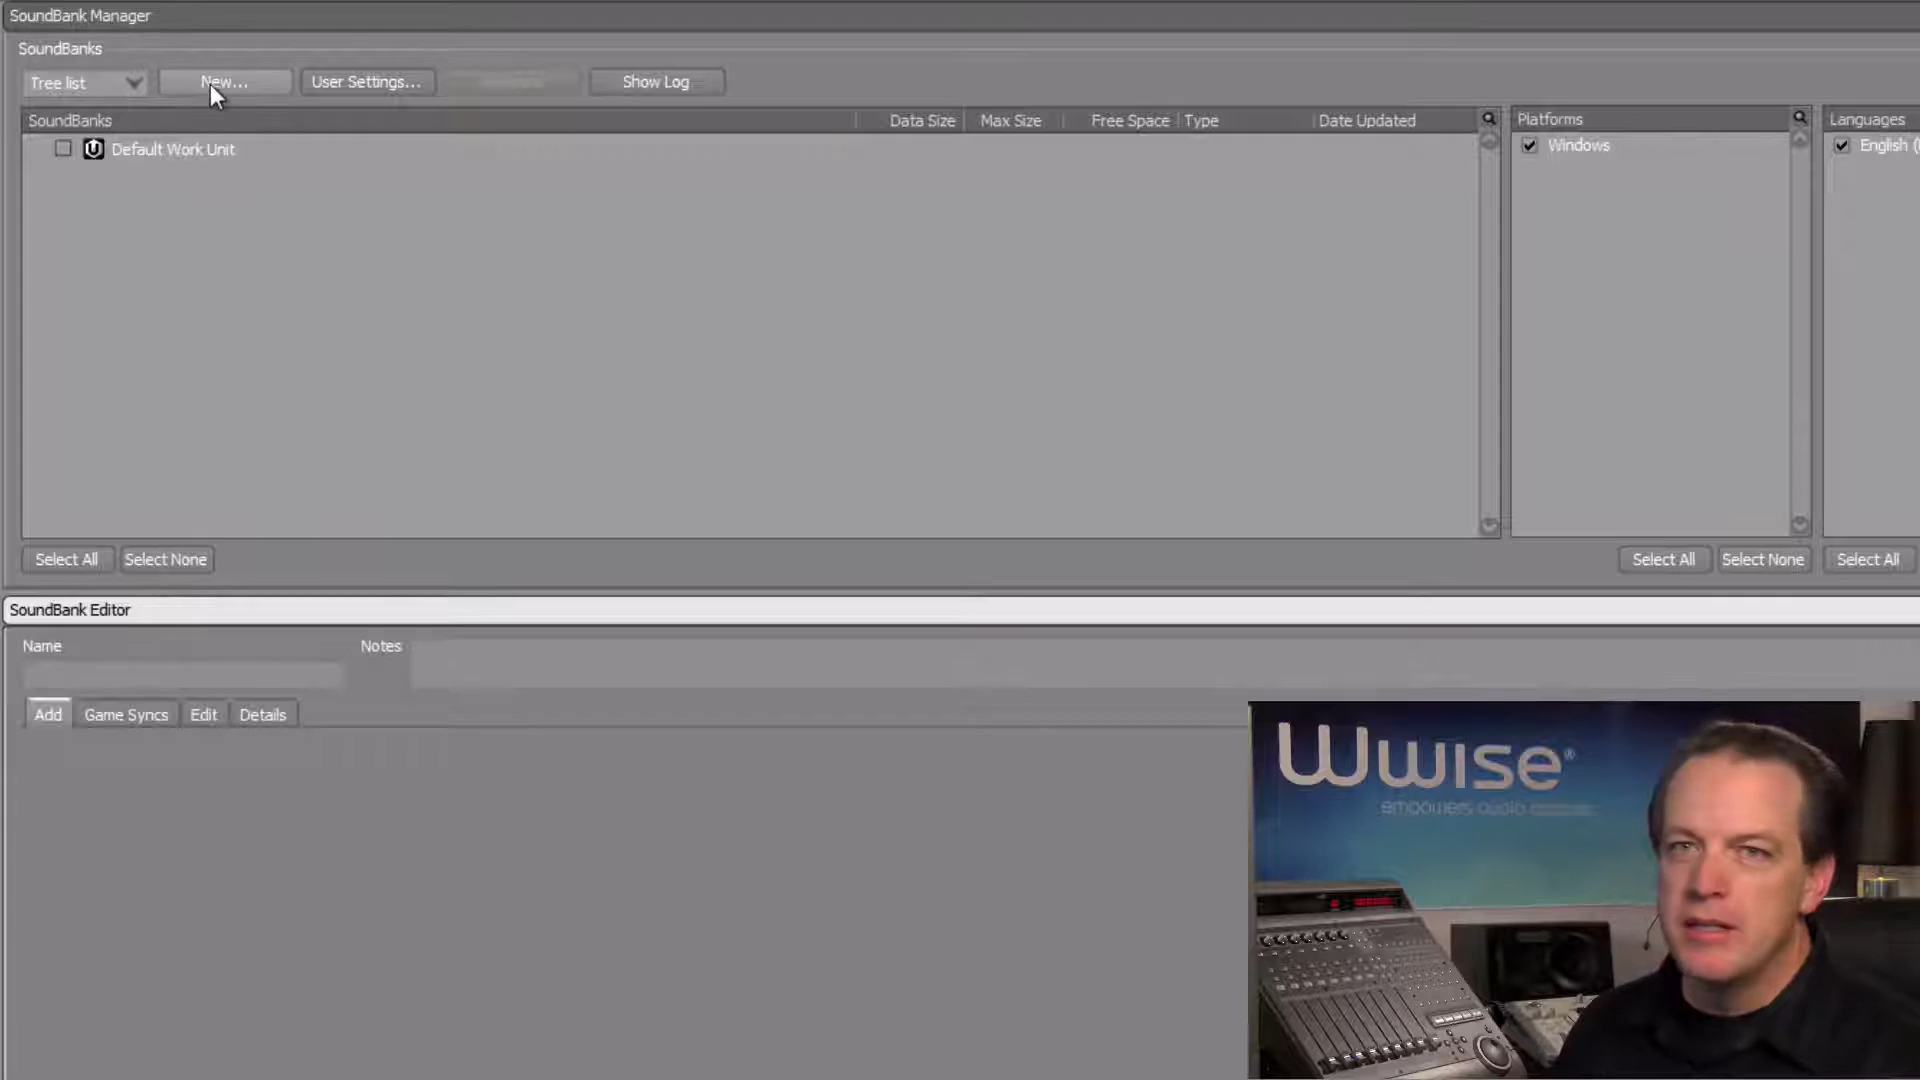 SoundBank Manager
SoundBanks
Tree list New... User Settings... Show Log
SoundBanks Data Size Max Size Free Space Type Date Updated Platforms Languages
Default Work Unit Windows English (
Select All Select None Select All Select None Select All
SoundBank Editor
Name Notes
Add Game Syncs Edit Details
Wwise®
empowers audio